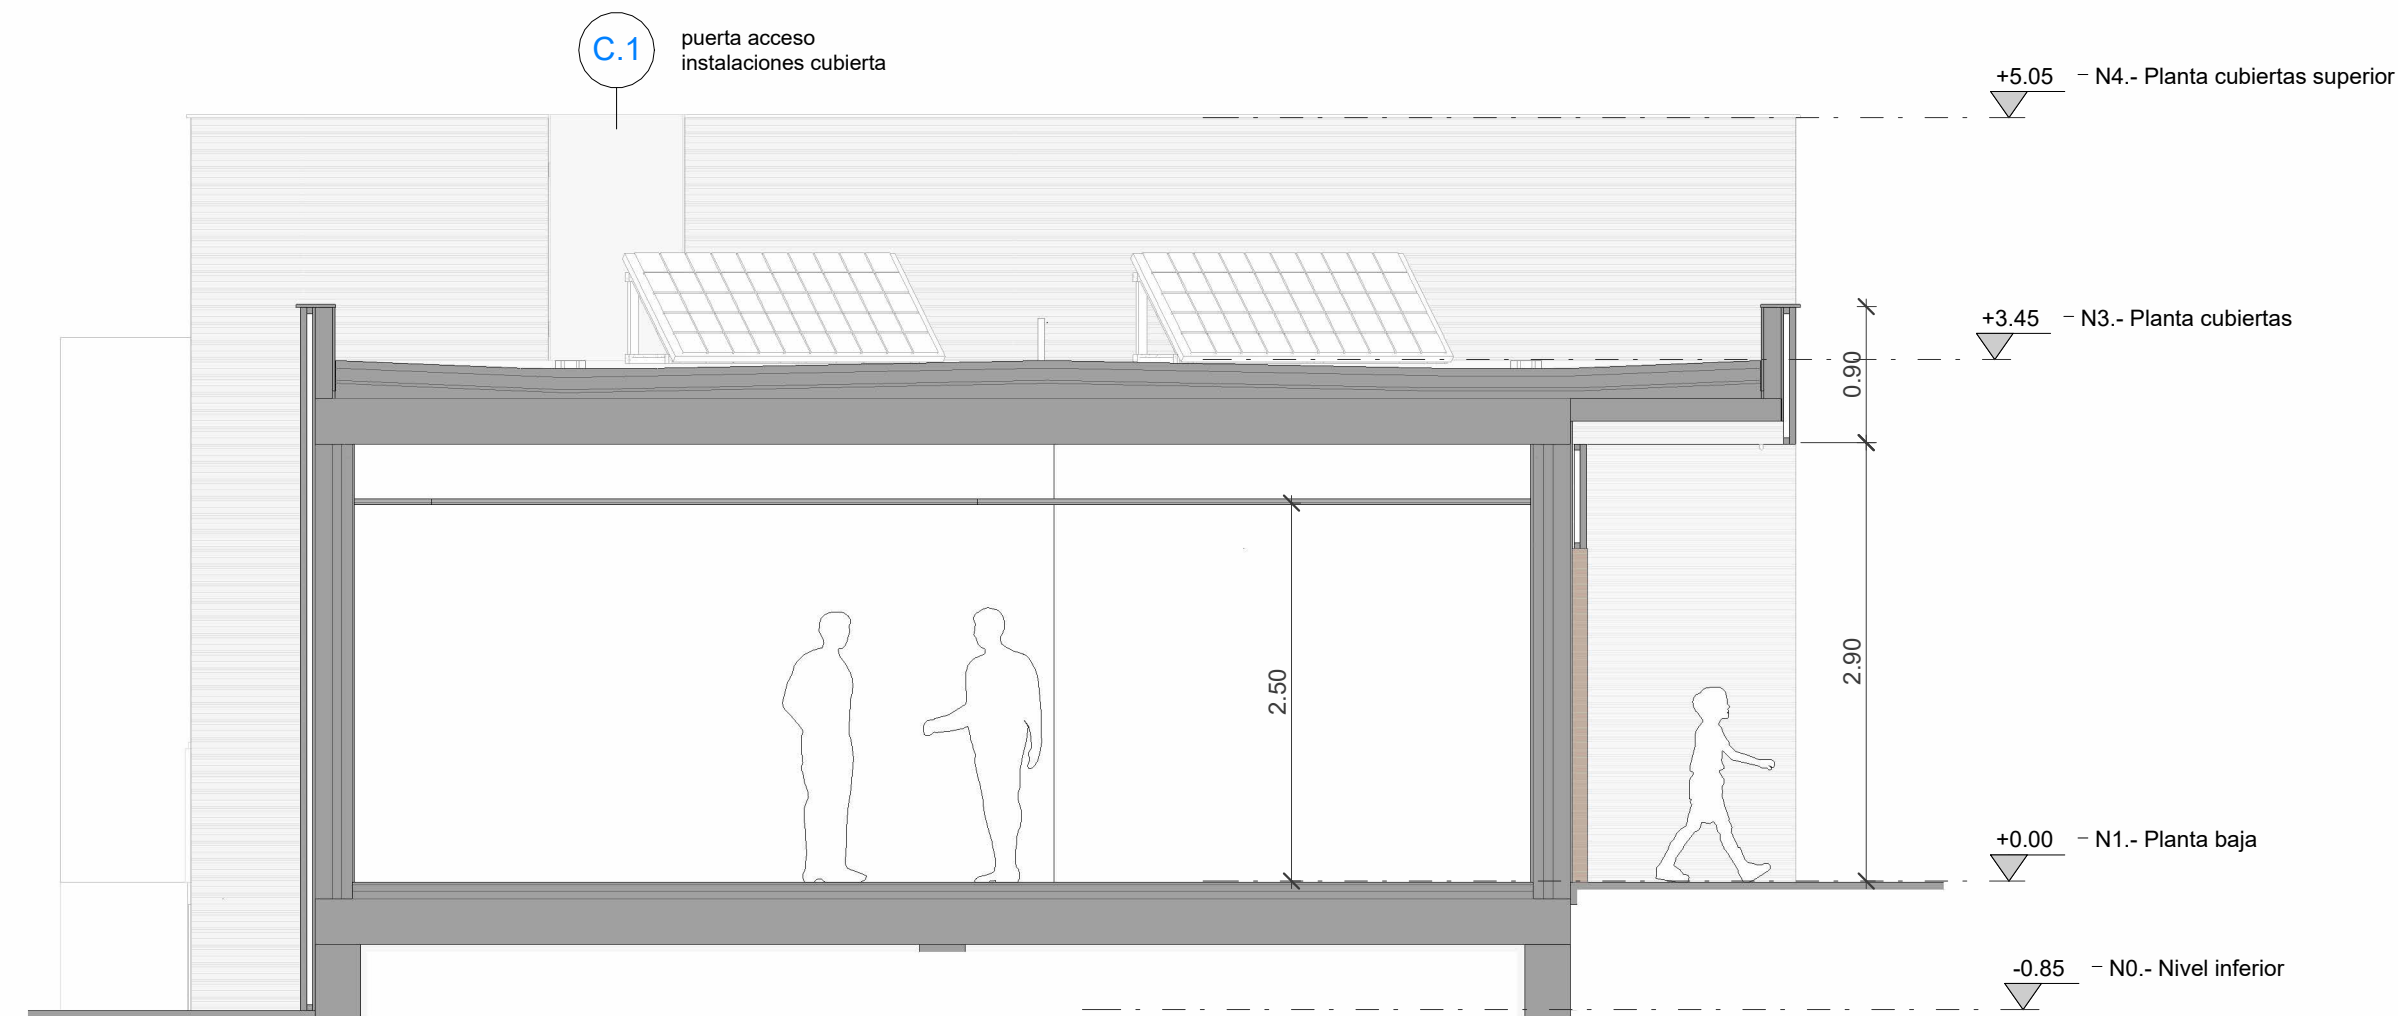 C.1
puerta acceso
instalaciones cubierta
+5.05 - N4.- Planta cubiertas superior
+3.45 - N3.- Planta cubiertas
0.90
2.50
2.90
+0.00 - N1.- Planta baja
-0.85 - N0.- Nivel inferior